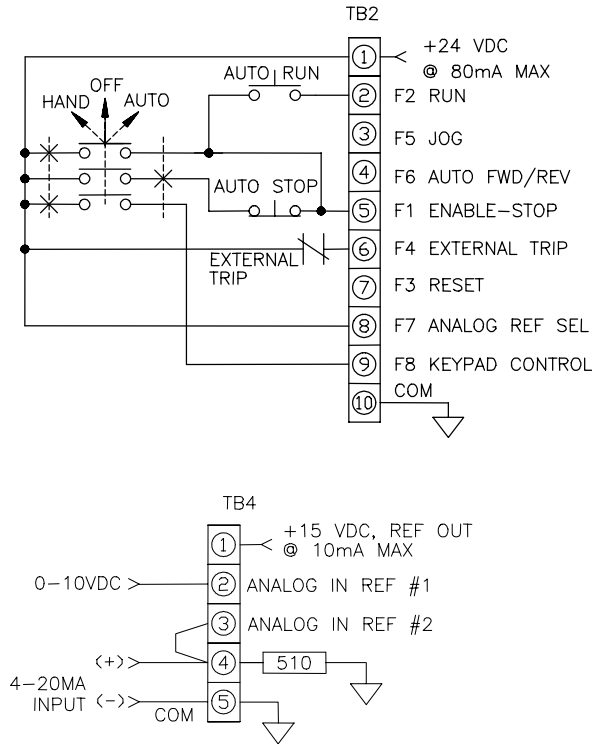 TB2
① +24 VDC
@ 80mA MAX
AUTO RUN
② F2 RUN
OFF
HAND AUTO
③ F5 JOG
④ F6 AUTO FWD/REV
AUTO STOP
⑤ F1 ENABLE-STOP
⑥ F4 EXTERNAL TRIP
EXTERNAL
TRIP
⑦ F3 RESET
⑧ F7 ANALOG REF SEL
⑨ F8 KEYPAD CONTROL
⑩ COM
TB4
① +15 VDC, REF OUT
@ 10mA MAX
0-10VDC ② ANALOG IN REF #1
③ ANALOG IN REF #2
(+) ④ 510
4-20MA
INPUT (-) ⑤
COM